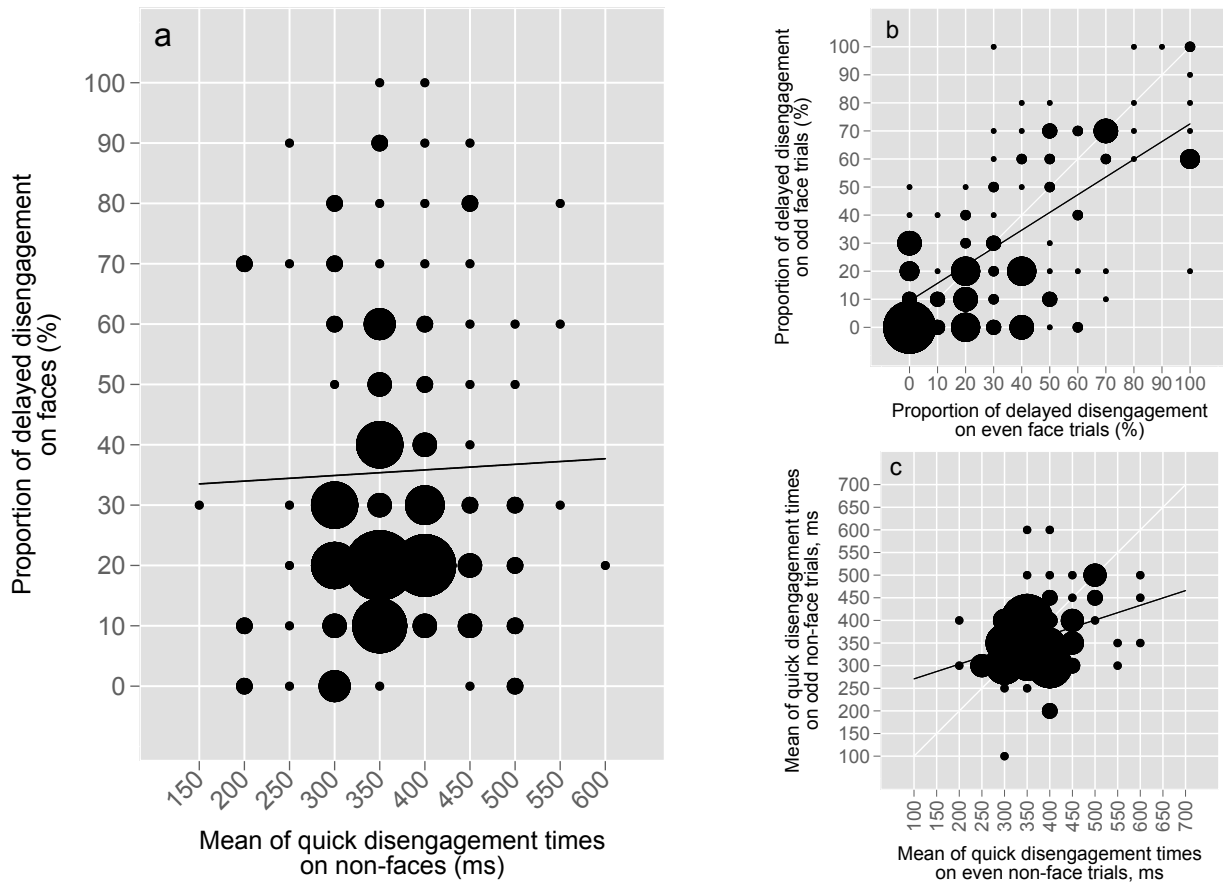 a
100
90
80
70
60
50
40
30
20
10
0
Proportion of delayed disengagement
on faces (%)
150 200 250 300 350 400 450 500 550 600
Mean of quick disengagement times
on non-faces (ms)
b
100
90
80
70
60
50
40
30
20
10
0
Proportion of delayed disengagement
on odd face trials (%)
0 10 20 30 40 50 60 70 80 90 100
Proportion of delayed disengagement
on even face trials (%)
c
700
650
600
550
500
450
400
350
300
250
200
150
100
Mean of quick disengagement times
on odd non-face trials, ms
100 150 200 250 300 350 400 450 500 550 600 650 700
Mean of quick disengagement times
on even non-face trials, ms